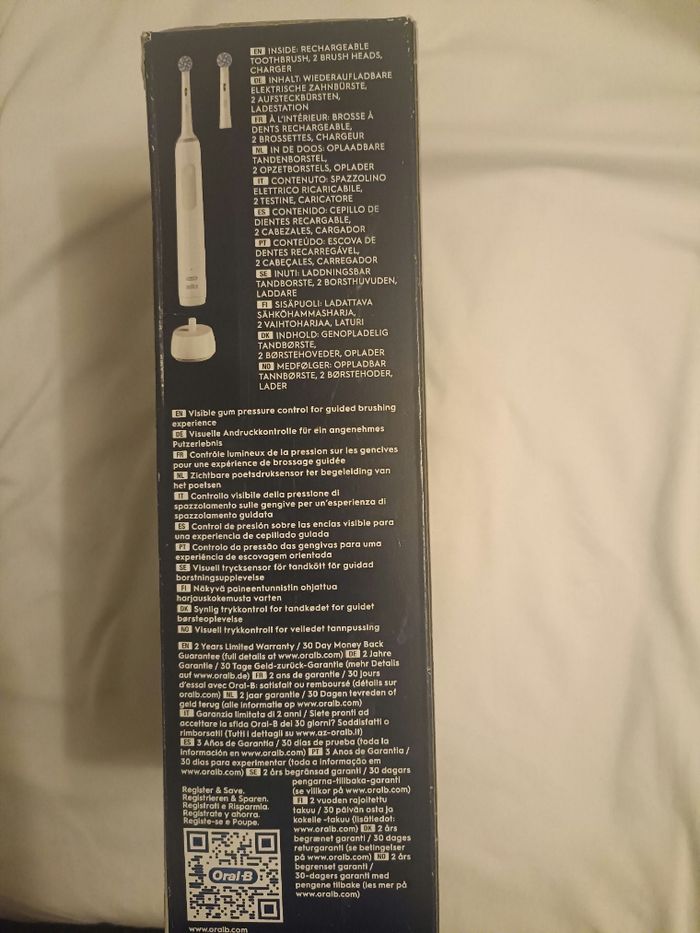 EN INSIDE: RECHARGEABLE
TOOTHBRUSH, 2 BRUSH HEADS,
CHARGER
DE INHALT: WIEDERAUFLADBARE
ELEKTRISCHE ZAHNBÜRSTE,
2 AUFSTECKBÜRSTEN,
LADESTATION
FR À L'INTÉRIEUR: BROSSE À
DENTS RECHARGEABLE,
2 BROSSETTES, CHARGEUR
NL IN DE DOOS: OPLAADBARE
TANDENBORSTEL,
2 OPZETBORSTELS, OPLADER
IT CONTENUTO: SPAZZOLINO
ELETTRICO RICARICABILE,
2 TESTINE, CARICATORE
ES CONTENIDO: CEPILLO DE
DIENTES RECARGABLE,
2 CABEZALES, CARGADOR
PT CONTEÚDO: ESCOVA DE
DENTES RECARREGÁVEL,
2 CABEÇALES, CARREGADOR
SE INUTI: LADDNINGSBAR
TANDBORSTE, 2 BORSTHUVUDEN,
LADDARE
FI SISÄPUOLI: LADATTAVA
SÄHKÖHAMMASHARJA,
2 VAIHTOHARJAA, LATURI
DK INDHOLD: GENOPLADELIG
TANDBØRSTE,
2 BØRSTEHOVEDER, OPLADER
NO MEDFØLGER: OPPLADBAR
TANNBØRSTE, 2 BØRSTEHODER,
LADER
Oral-B
EN Visible gum pressure control for guided brushing
experience
DE Visuelle Andruckkontrolle für ein angenehmes
Putzerlebnis
FR Contrôle lumineux de la pression sur les gencives
pour une expérience de brossage guidée
NL Zichtbare poetsdruksensor ter begeleiding van
het poetsen
IT Controllo visibile della pressione di
spazzolamento sulle gengive per un'esperienza di
spazzolamento guidata
ES Control de presión sobre las encías visible para
una experiencia de cepillado guiada
PT Controlo da pressão das gengivas para uma
experiência de escovagem orientada
SE Visuell trycksensor för tandkött för guidad
borstningsupplevelse
FI Näkyvä paineentunnistin ohjattua
harjauskokemusta varten
DK Synlig trykkontrol for tandkødet for guidet
børsteoplevelse
NO Visuell trykkontroll for veiledet tannpussing
EN 2 Years Limited Warranty / 30 Day Money Back
Guarantee (full details at www.oralb.com) DE 2 Jahre
Garantie / 30 Tage Geld-zurück-Garantie (mehr Details
auf www.oralb.de) FR 2 ans de garantie / 30 jours
d'essai avec Oral-B: satisfait ou remboursé (détails sur
oralb.com) NL 2 jaar garantie / 30 Dagen tevreden of
geld terug (alle informatie op www.oralb.com)
IT Garanzia limitata di 2 anni / Siete pronti ad
accettare la sfida Oral-B dei 30 giorni? Soddisfatti o
rimborsati (Tutti i dettagli su www.az-oralb.it)
ES 3 Años de Garantía / 30 días de prueba (toda la
información en www.oralb.com) PT 3 Anos de Garantia /
30 dias para experimentar (toda a informação em
www.oralb.com) SE 2 års begränsad garanti / 30 dagars
pengarna-tillbaka-garanti
(se villkor på www.oralb.com)
FI 2 vuoden rajoitettu
takuu / 30 päivän osta ja
kokeile -takuu (lisätiedot:
www.oralb.com) DK 2 års
begrænset garanti / 30 dages
returgaranti (se betingelser
på www.oralb.com) NO 2 års
begrenset garanti /
30-dagers garanti med
pengene tilbake (les mer på
www.oralb.com)
Register & Save.
Registrieren & Sparen.
Registrati e Risparmia.
Regístrate y ahorra.
Registe-se e Poupe.
Oral-B
www.oralb.com